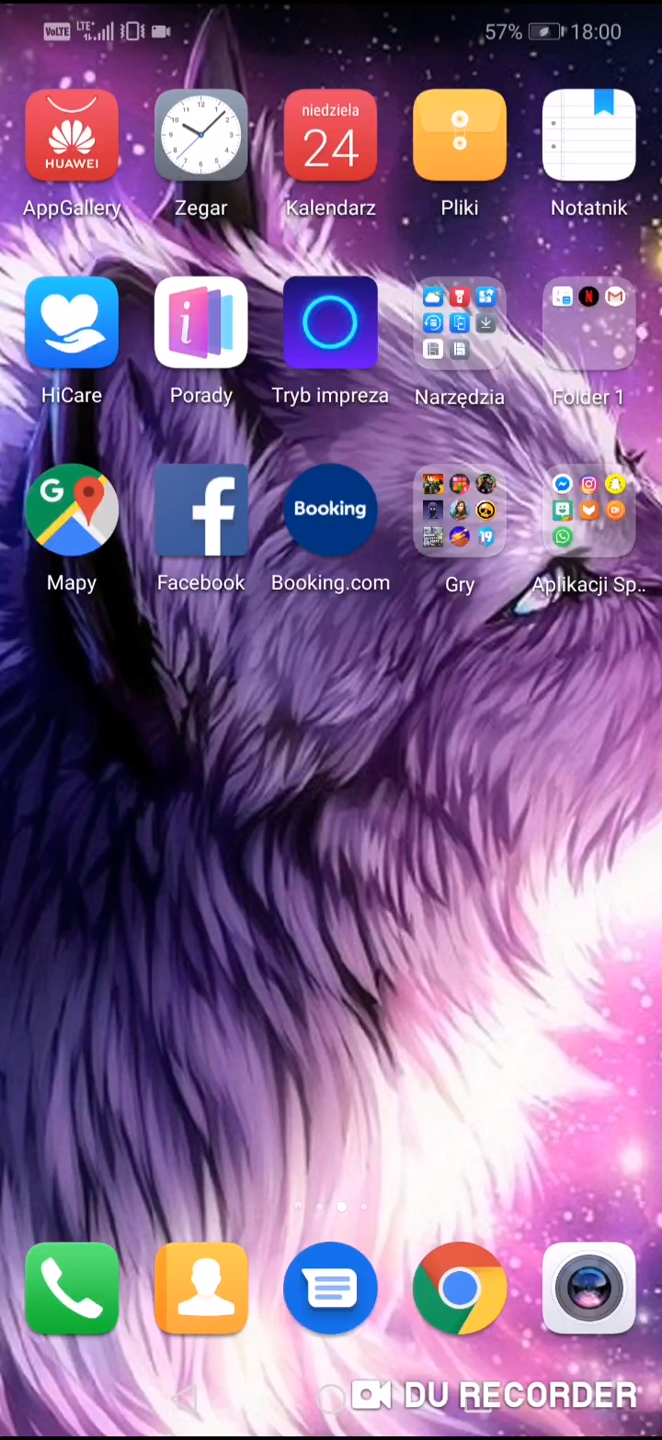 VoLTE LTE+ 57% 18:00
HUAWEI
niedziela
24
AppGallery Zegar Kalendarz Pliki Notatnik
i
HiCare Porady Tryb impreza Narzędzia Folder 1
G
Booking
19
Mapy Facebook Booking.com Gry Aplikacji Sp..
DU RECORDER